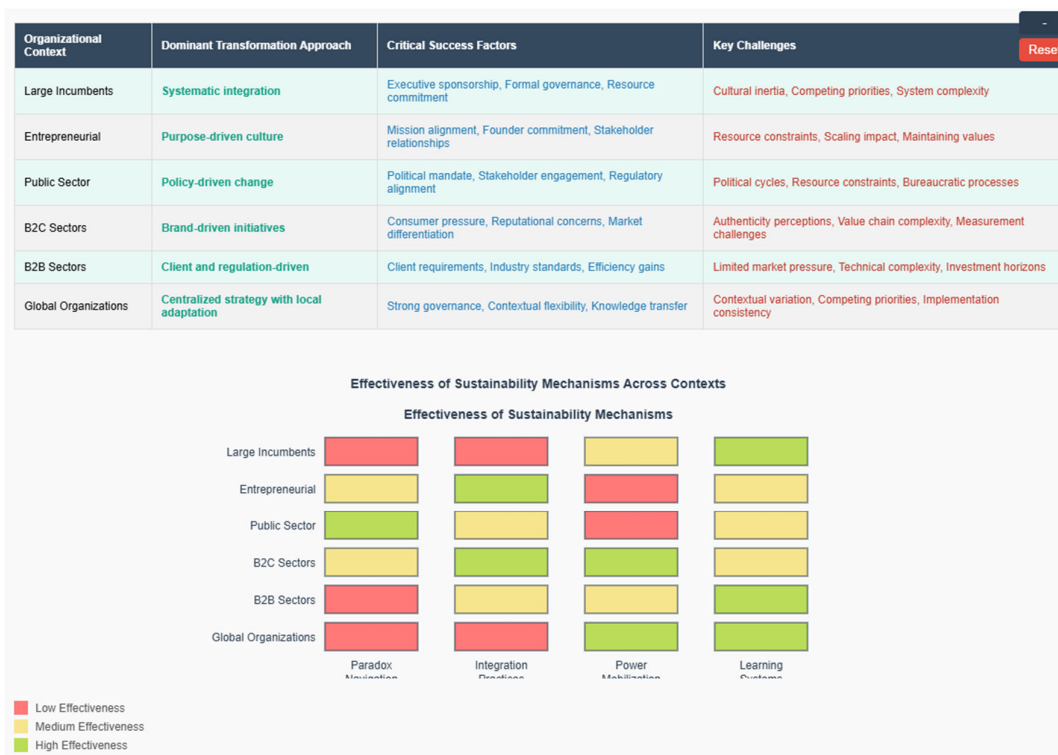 -
Reset
Organizational
Context
Dominant Transformation Approach
Critical Success Factors
Key Challenges
Large Incumbents
Systematic integration
Executive sponsorship, Formal governance, Resource
commitment
Cultural inertia, Competing priorities, System complexity
Entrepreneurial
Purpose-driven culture
Mission alignment, Founder commitment, Stakeholder
relationships
Resource constraints, Scaling impact, Maintaining values
Public Sector
Policy-driven change
Political mandate, Stakeholder engagement, Regulatory
alignment
Political cycles, Resource constraints, Bureaucratic processes
B2C Sectors
Brand-driven initiatives
Consumer pressure, Reputational concerns, Market
differentiation
Authenticity perceptions, Value chain complexity, Measurement
challenges
B2B Sectors
Client and regulation-driven
Client requirements, Industry standards, Efficiency gains
Limited market pressure, Technical complexity, Investment horizons
Global Organizations
Centralized strategy with local
adaptation
Strong governance, Contextual flexibility, Knowledge transfer
Contextual variation, Competing priorities, Implementation
consistency
Effectiveness of Sustainability Mechanisms Across Contexts
Effectiveness of Sustainability Mechanisms
Large Incumbents
Entrepreneurial
Public Sector
B2C Sectors
B2B Sectors
Global Organizations
Paradox
Navigation
Integration
Practices
Power
Mobilization
Learning
Systems
Low Effectiveness
Medium Effectiveness
High Effectiveness